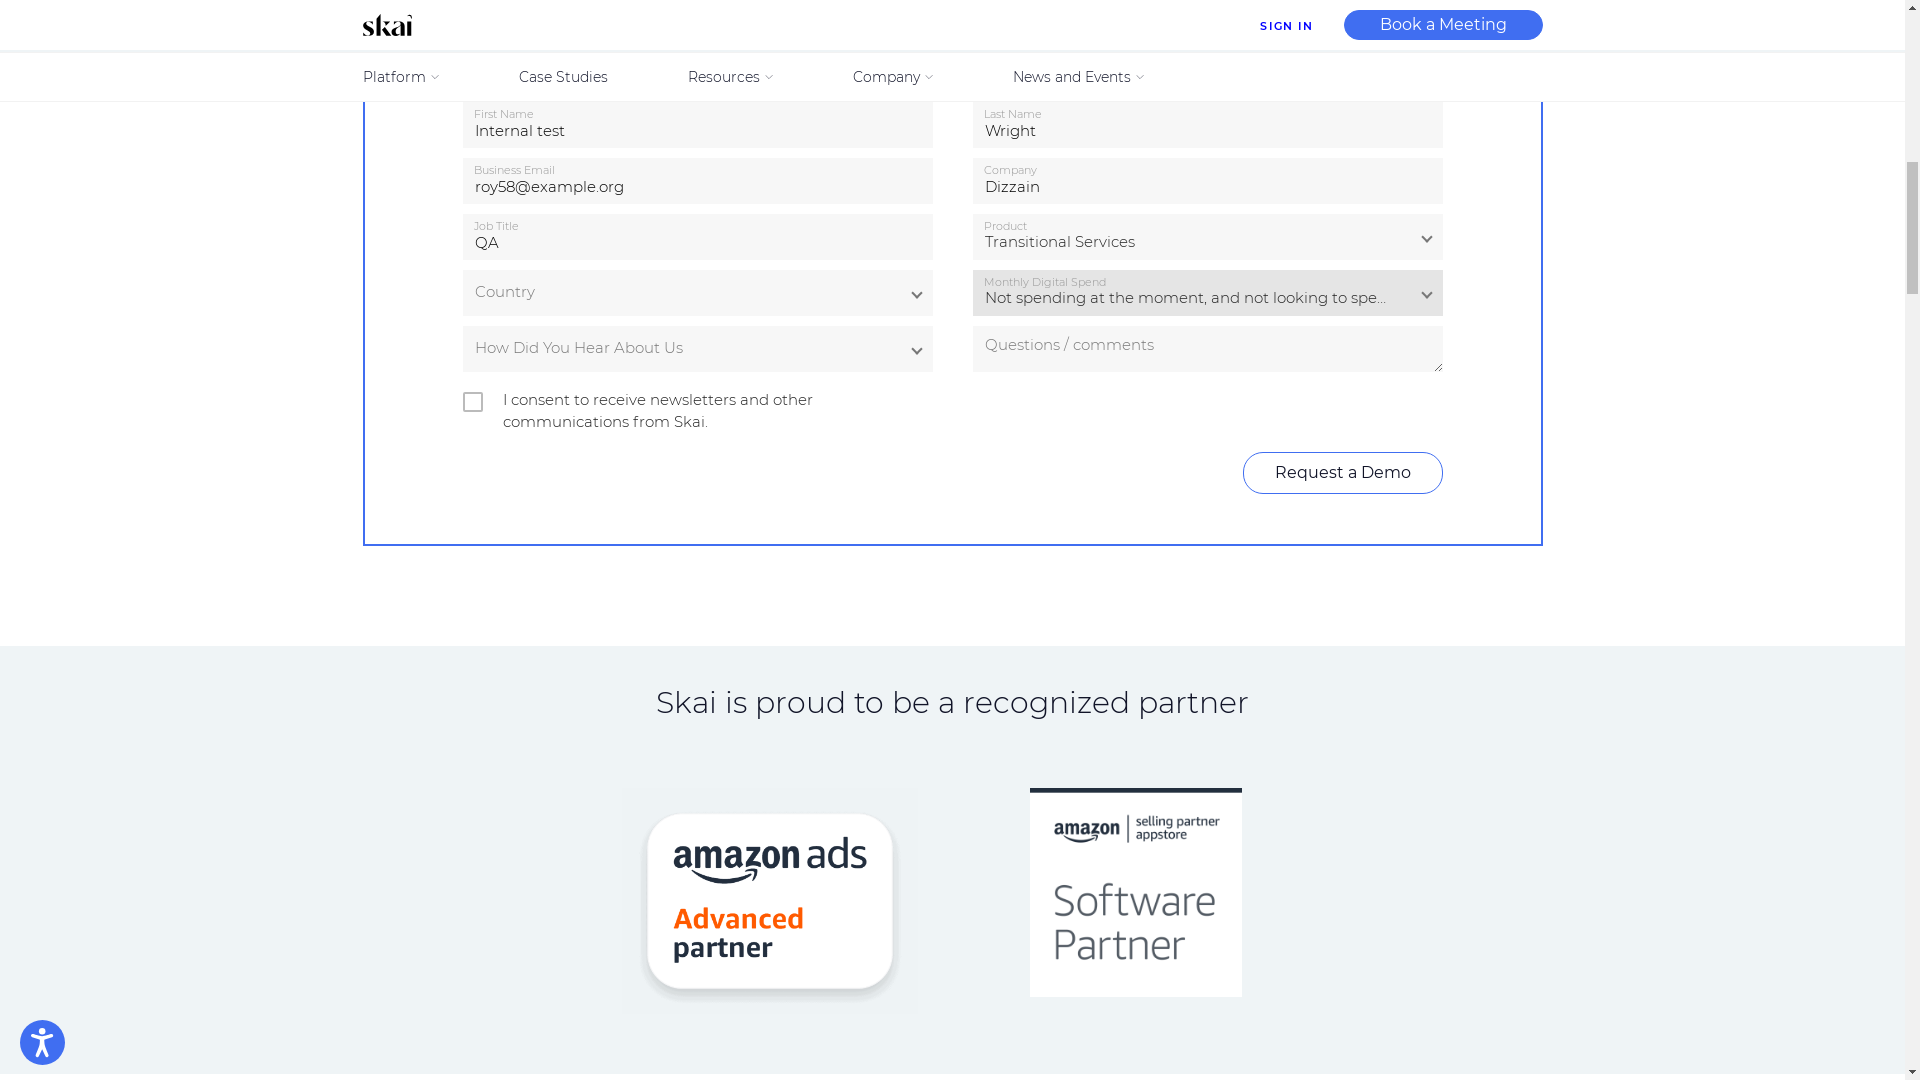 skai
SIGN IN
Book a Meeting
Platform
Case Studies
Resources
Company
News and Events
First Name
Internal test
Last Name
Wright
Business Email
roy58@example.org
Company
Dizzain
Job Title
QA
Product
Transitional Services
Country
Monthly Digital Spend
Not spending at the moment, and not looking to spe...
How Did You Hear About Us
Questions / comments
I consent to receive newsletters and other
communications from Skai.
Request a Demo
Skai is proud to be a recognized partner
amazon ads
Advanced
partner
amazon | selling partner
appstore
Software
Partner